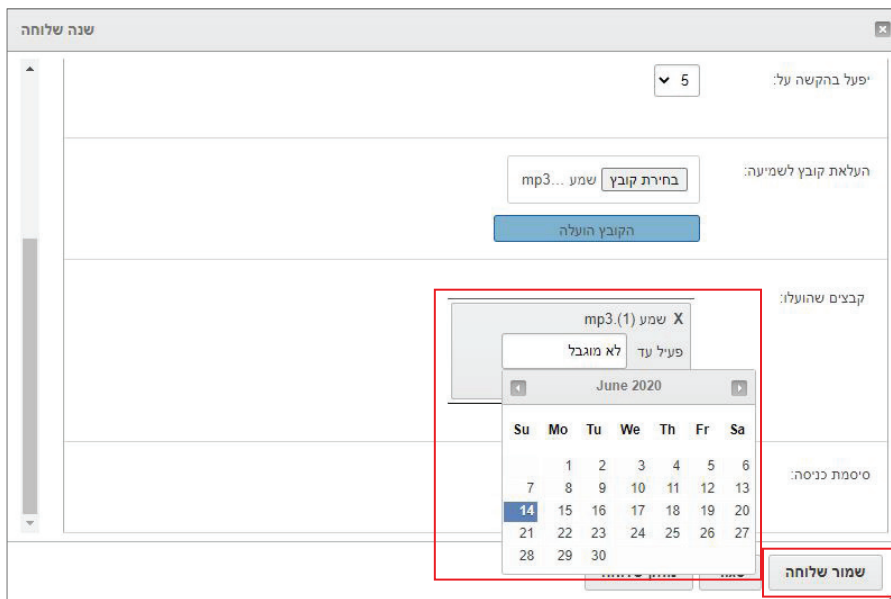 שנה שלוחה
יפעל בהקשה על:
5
העלאת קובץ לשמיעה:
בחירת קובץ שמע ...mp3
הקובץ הועלה
קבצים שהועלו:
X שמע (1).mp3
פעיל עד לא מוגבל
June 2020
Su Mo Tu We Th Fr Sa
1 2 3 4 5 6
7 8 9 10 11 12 13
14 15 16 17 18 19 20
21 22 23 24 25 26 27
28 29 30
סיסמת כניסה:
שמור שלוחה